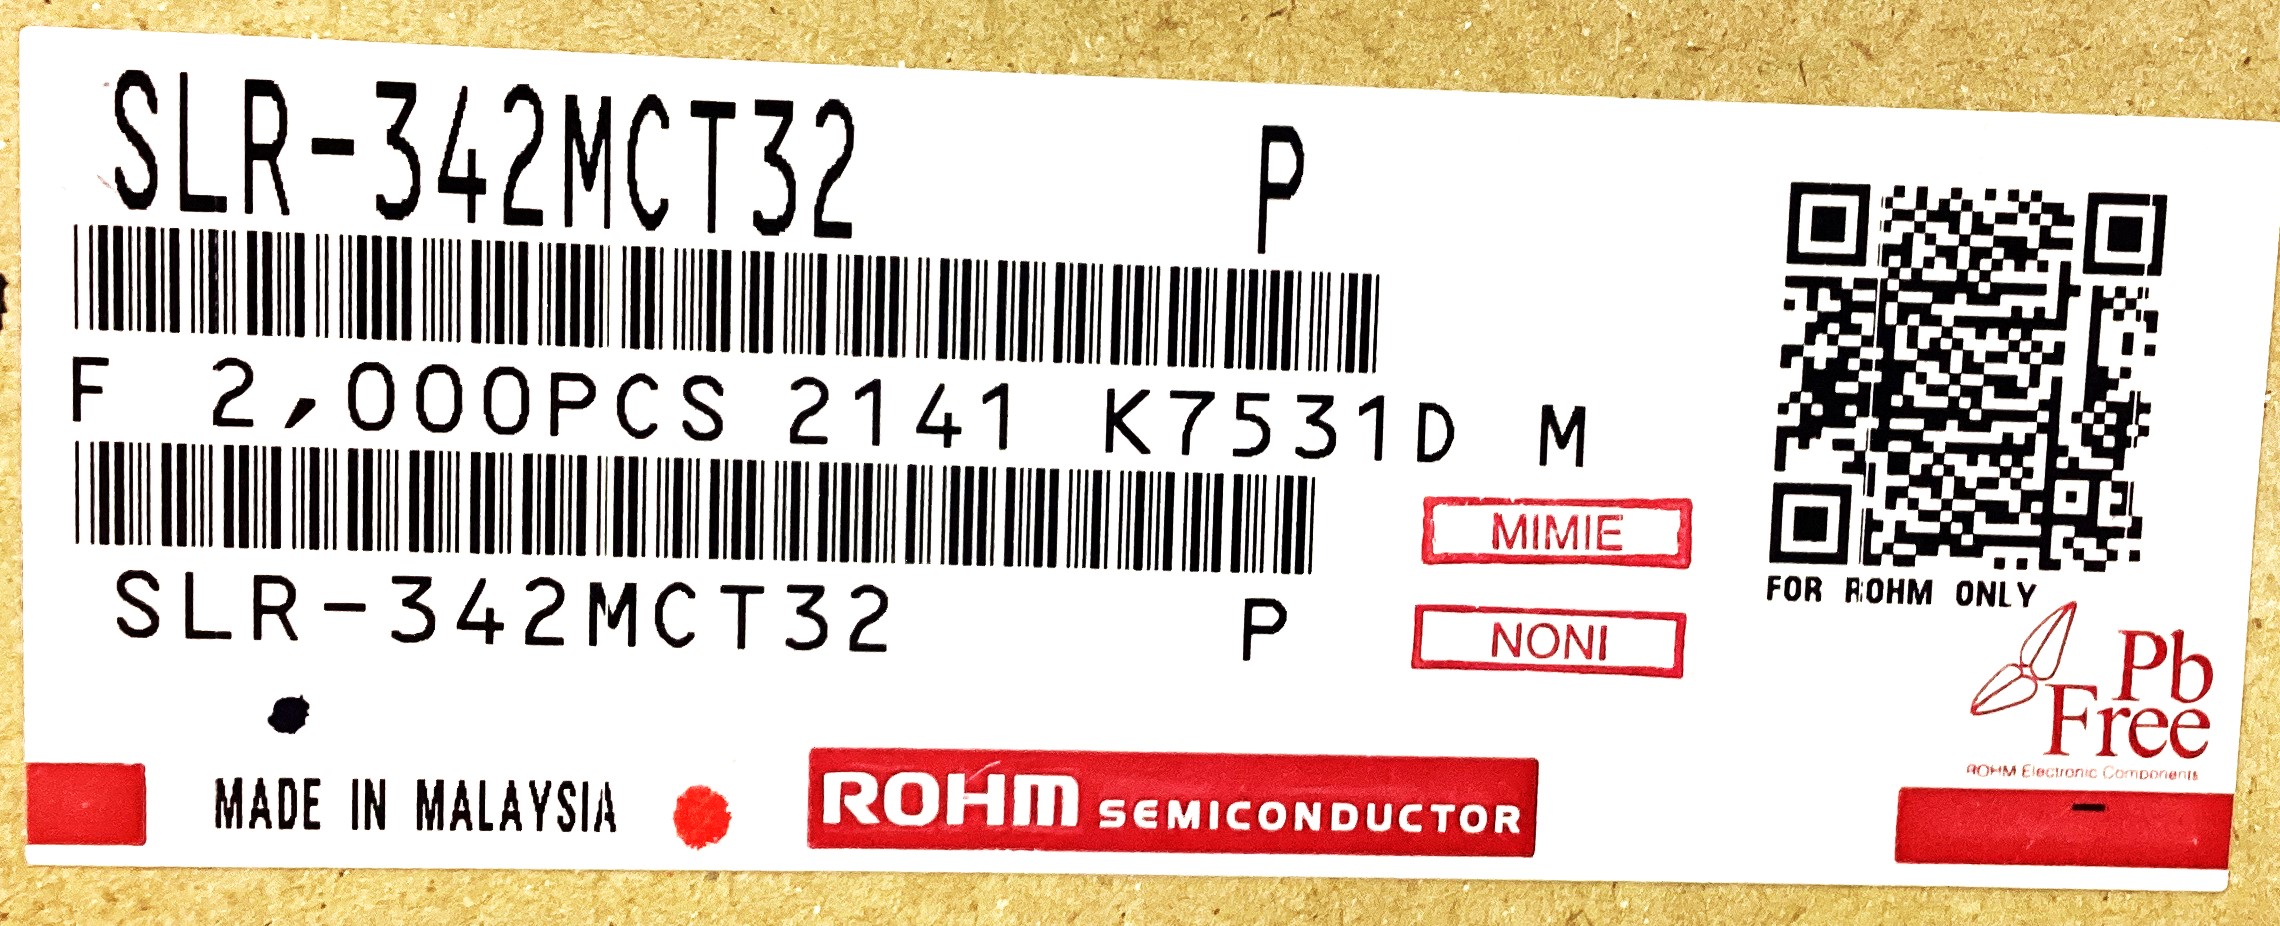 SLR-342MCT32 P
F 2,000PCS 2141 K7531D M
MIMIE
SLR-342MCT32 P
NONI
FOR ROHM ONLY
Pb
Free
ROHM Electronic Components
MADE IN MALAYSIA
ROHM SEMICONDUCTOR